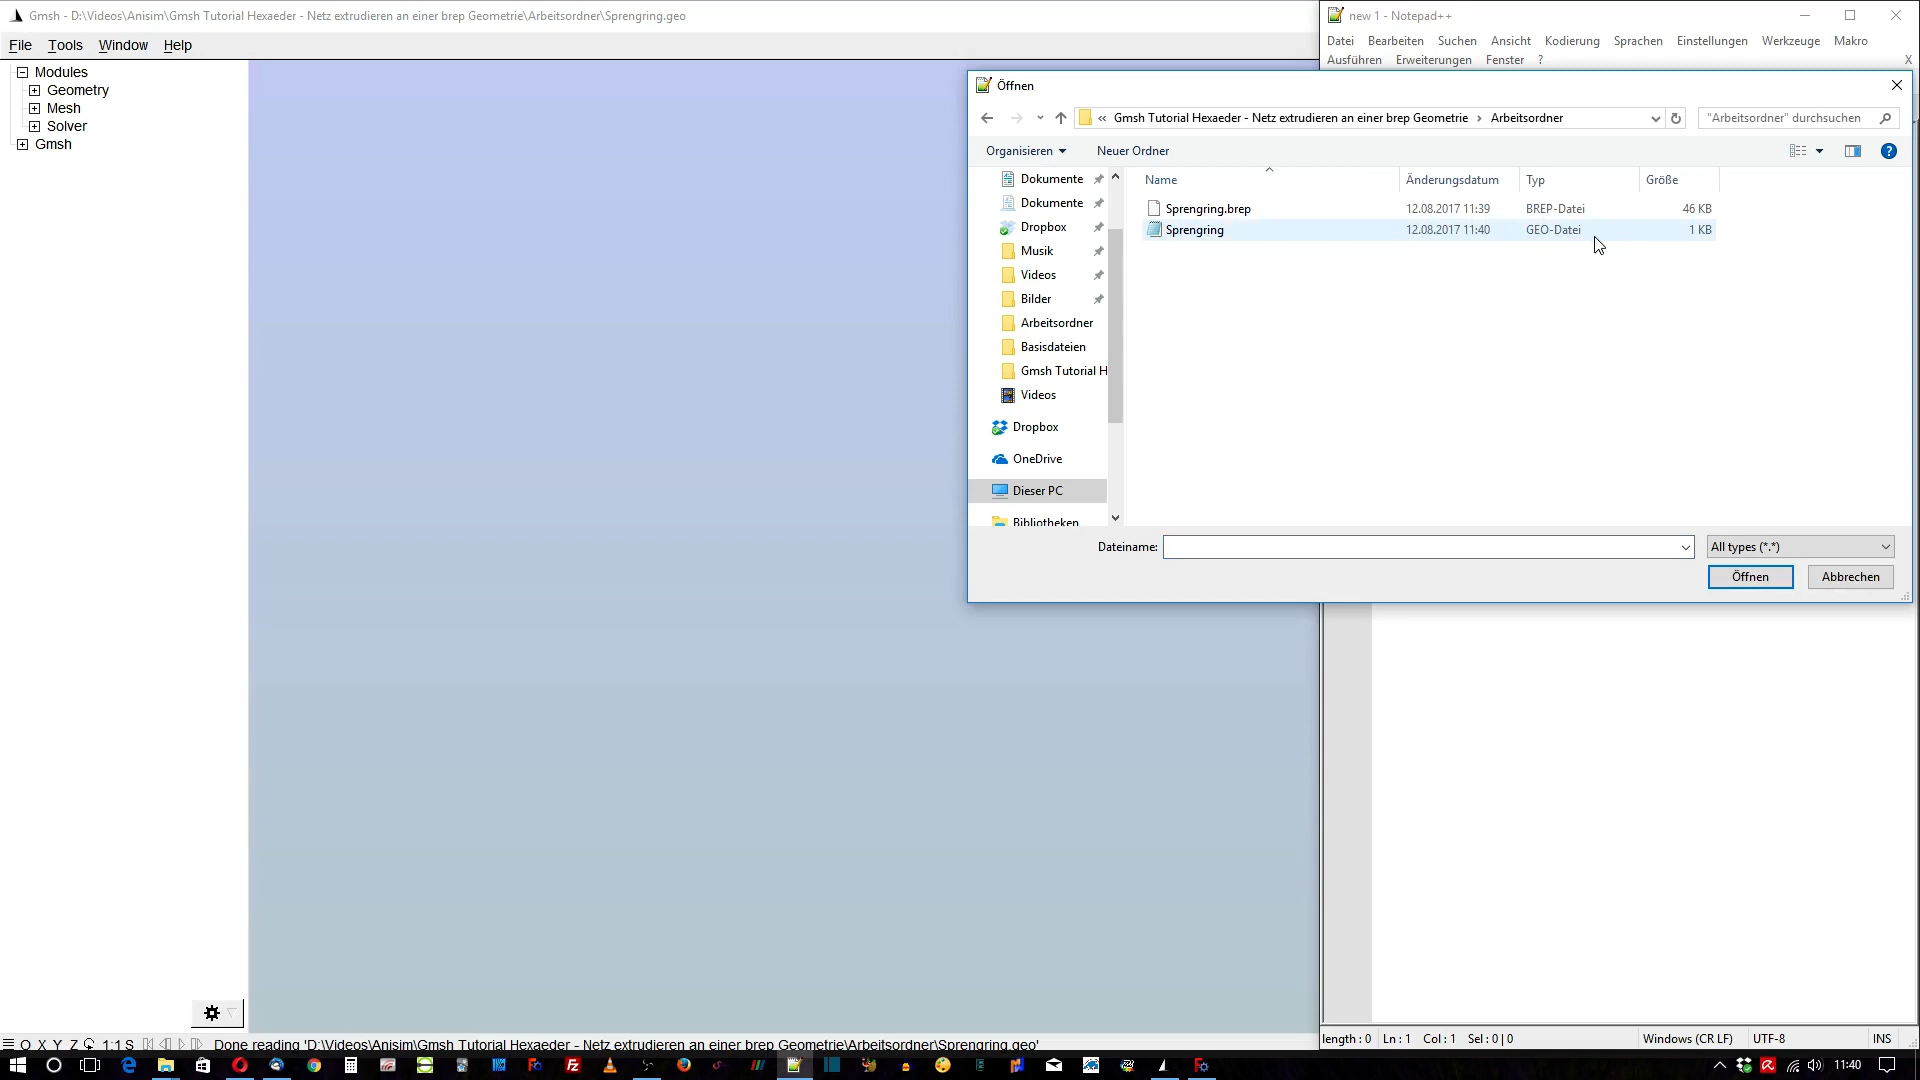 Gmsh - D:\Videos\Anisim\Gmsh Tutorial Hexaeder - Netz extrudieren an einer brep Geometrie\Arbeitsordner\Sprengring.geo
File Tools Window Help
Modules
Geometry
Mesh
Solver
Gmsh
new 1 - Notepad++
Datei Bearbeiten Suchen Ansicht Kodierung Sprachen Einstellungen Werkzeuge Makro
Ausführen Erweiterungen Fenster ? X
Öffnen
« Gmsh Tutorial Hexaeder - Netz extrudieren an einer brep Geometrie › Arbeitsordner
"Arbeitsordner" durchsuchen
Organisieren Neuer Ordner
Dokumente
Dokumente
Dropbox
Musik
Videos
Bilder
Arbeitsordner
Basisdateien
Gmsh Tutorial H
Videos
Dropbox
OneDrive
Dieser PC
Bibliotheken
Name Änderungsdatum Typ Größe
Sprengring.brep 12.08.2017 11:39 BREP-Datei 46 KB
Sprengring 12.08.2017 11:40 GEO-Datei 1 KB
Dateiname: All types (*.*)
Öffnen Abbrechen
length : 0 Ln : 1 Col : 1 Sel : 0 | 0 Windows (CR LF) UTF-8 INS
O X Y Z 1:1 S Done reading 'D:\Videos\Anisim\Gmsh Tutorial Hexaeder - Netz extrudieren an einer brep Geometrie\Arbeitsordner\Sprengring.geo'
11:40